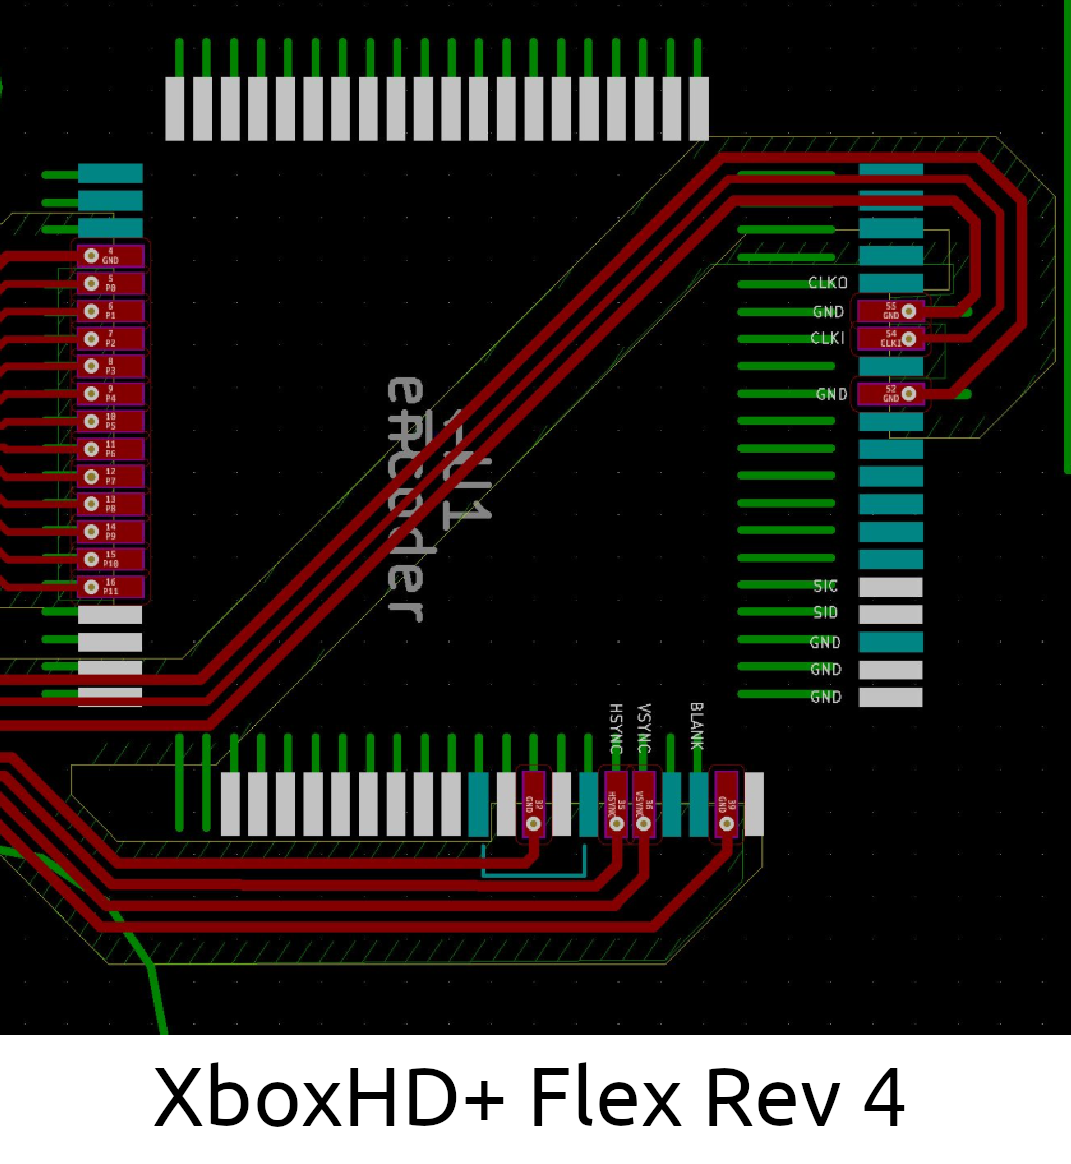 4
GND
5
P0
6
P1
7
P2
8
P3
9
P4
10
P5
11
P6
12
P7
13
P8
14
P9
15
P10
16
P11
encoder
CLKO
GND
CLKI
GND
53
GND
54
CLKI
52
GND
SIC
SID
GND
GND
GND
HSYNC
VSYNC
BLANK
32
GND
35
HSYNC
36
VSYNC
39
GND
XboxHD+ Flex Rev 4